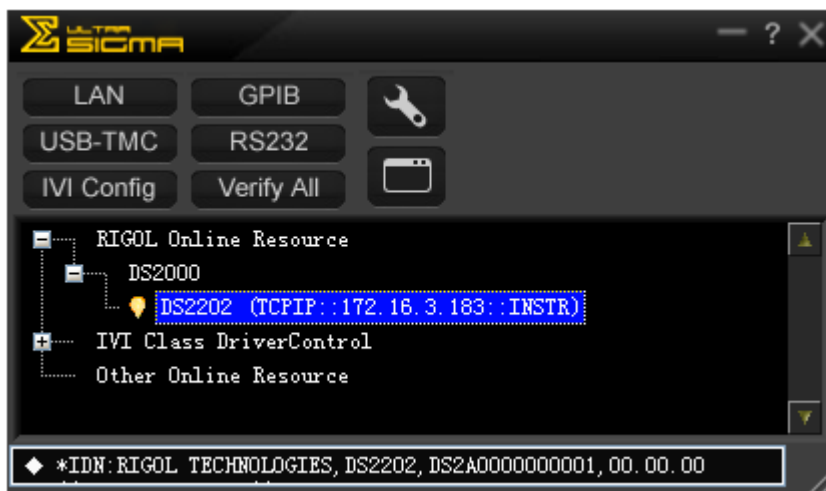 ULTRA
SIGMA
?
LAN GPIB
USB-TMC RS232
IVI Config Verify All
RIGOL Online Resource
DS2000
DS2202 (TCPIP::172.16.3.183::INSTR)
IVI Class DriverControl
Other Online Resource
*IDN:RIGOL TECHNOLOGIES,DS2202,DS2A0000000001,00.00.00